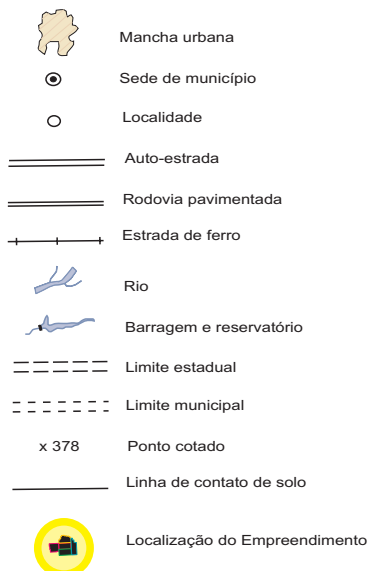 Mancha urbana
Sede de município
Localidade
Auto-estrada
Rodovia pavimentada
Estrada de ferro
Rio
Barragem e reservatório
Limite estadual
Limite municipal
x 378 Ponto cotado
Linha de contato de solo
Localização do Empreendimento